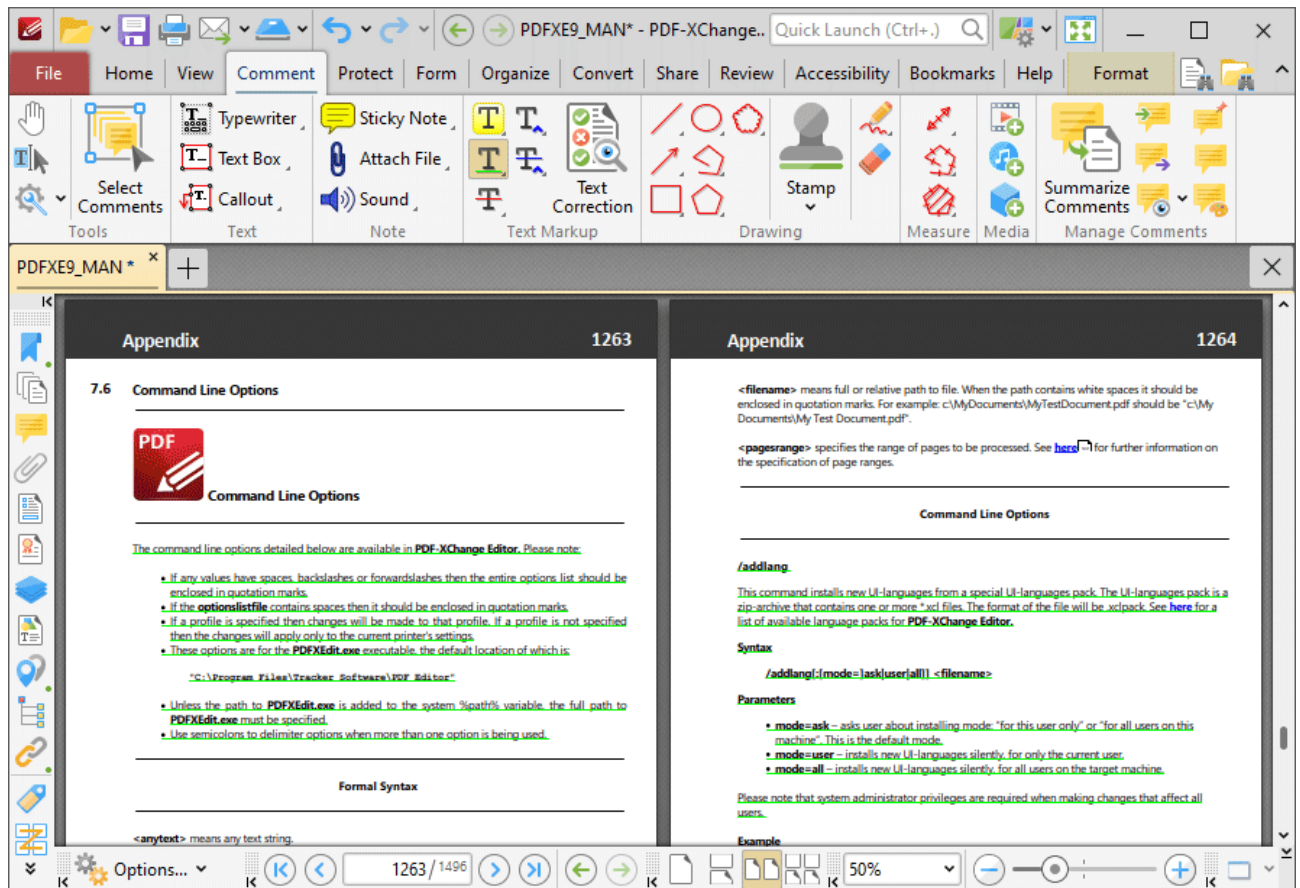 PDFXE9_MAN* - PDF-XChange.. Quick Launch (Ctrl+.)
File Home View Comment Protect Form Organize Convert Share Review Accessibility Bookmarks Help Format
Typewriter Sticky Note
Text Box Attach File
Select Comments Callout Sound Text Correction Stamp Summarize Comments
Tools Text Note Text Markup Drawing Measure Media Manage Comments
PDFXE9_MAN *
Appendix 1263
7.6 Command Line Options
PDF
Command Line Options
The command line options detailed below are available in PDF-XChange Editor. Please note:
• If any values have spaces, backslashes or forwardslashes then the entire options list should be
enclosed in quotation marks.
• If the optionslistfile contains spaces then it should be enclosed in quotation marks.
• If a profile is specified then changes will be made to that profile. If a profile is not specified
then the changes will apply only to the current printer's settings.
• These options are for the PDFXEdit.exe executable, the default location of which is:
"C:\Program Files\Tracker Software\PDF Editor"
• Unless the path to PDFXEdit.exe is added to the system %path% variable, the full path to
PDFXEdit.exe must be specified.
• Use semicolons to delimiter options when more than one option is being used.
Formal Syntax
<anytext> means any text string.
Appendix 1264
<filename> means full or relative path to file. When the path contains white spaces it should be
enclosed in quotation marks. For example: c:\MyDocuments\MyTestDocument.pdf should be "c:\My
Documents\My Test Document.pdf".
<pagesrange> specifies the range of pages to be processed. See here for further information on
the specification of page ranges.
Command Line Options
/addlang
This command installs new UI-languages from a special UI-languages pack. The UI-languages pack is a
zip-archive that contains one or more *.xcl files. The format of the file will be .xclpack. See here for a
list of available language packs for PDF-XChange Editor.
Syntax
/addlang[:[mode=]ask|user|all]] <filename>
Parameters
• mode=ask – asks user about installing mode: "for this user only" or "for all users on this
machine". This is the default mode.
• mode=user – installs new UI-languages silently, for only the current user.
• mode=all – installs new UI-languages silently, for all users on the target machine.
Please note that system administrator privileges are required when making changes that affect all
users.
Example
Options... 1263 / 1496 50%